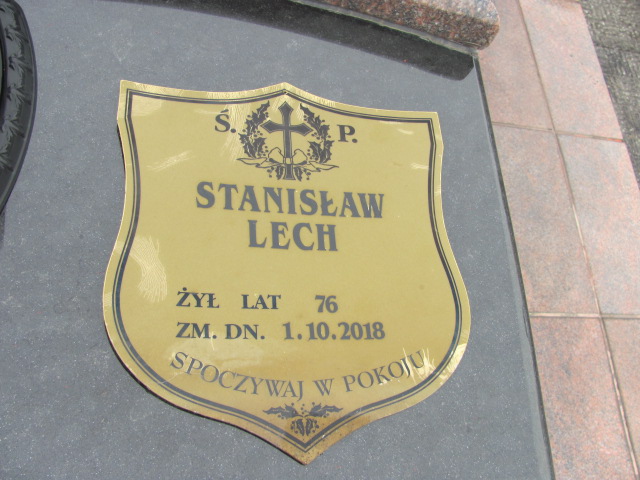 Ś. P.
STANISŁAW
LECH
ŻYŁ LAT 76
ZM. DN. 1.10.2018
SPOCZYWAJ W POKOJU